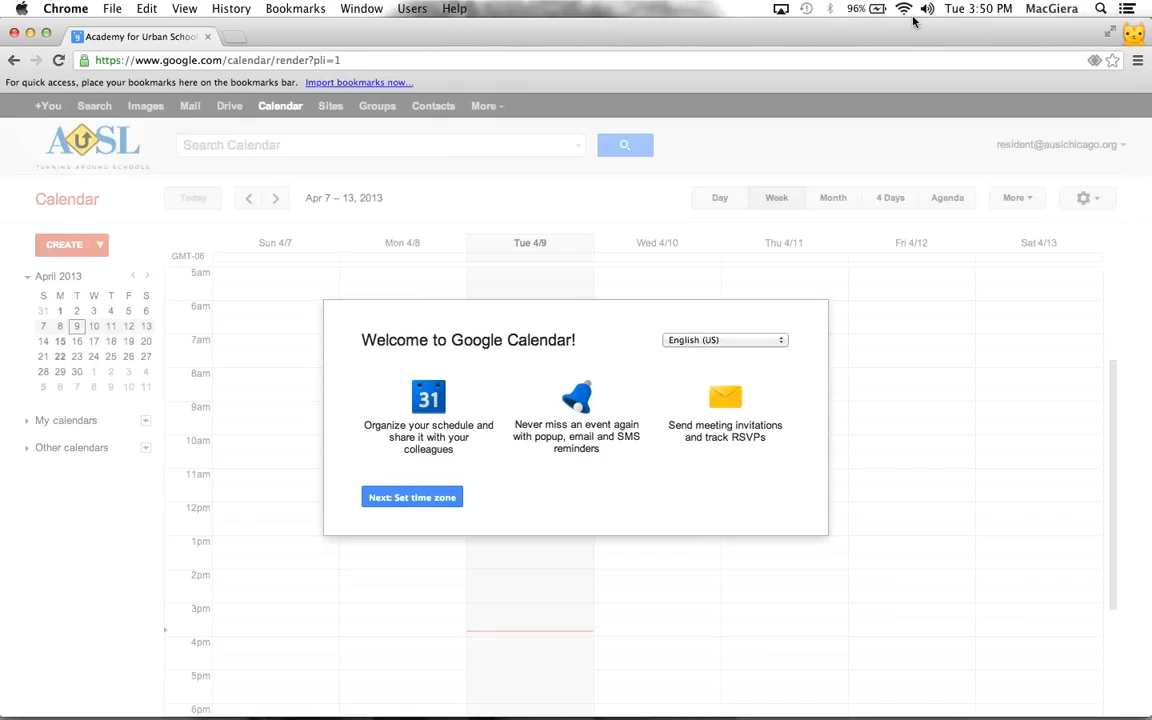 Chrome File Edit View History Bookmarks Window Users Help 96% Tue 3:50 PM MacGiera
Academy for Urban School
https://www.google.com/calendar/render?pli=1
For quick access, place your bookmarks here on the bookmarks bar. Import bookmarks now...
+You Search Images Mail Drive Calendar Sites Groups Contacts More
AUSL
TURNING AROUND SCHOOLS
Search Calendar
resident@auslchicago.org
Calendar Today Apr 7 – 13, 2013 Day Week Month 4 Days Agenda More
CREATE
Sun 4/7 Mon 4/8 Tue 4/9 Wed 4/10 Thu 4/11 Fri 4/12 Sat 4/13
GMT-06
April 2013
S M T W T F S
31 1 2 3 4 5 6
7 8 9 10 11 12 13
14 15 16 17 18 19 20
21 22 23 24 25 26 27
28 29 30 1 2 3 4
5 6 7 8 9 10 11
My calendars
Other calendars
5am
6am
7am
8am
9am
10am
11am
12pm
1pm
2pm
3pm
4pm
5pm
6pm
Welcome to Google Calendar!
English (US)
31
Organize your schedule and
share it with your
colleagues
Never miss an event again
with popup, email and SMS
reminders
Send meeting invitations
and track RSVPs
Next: Set time zone